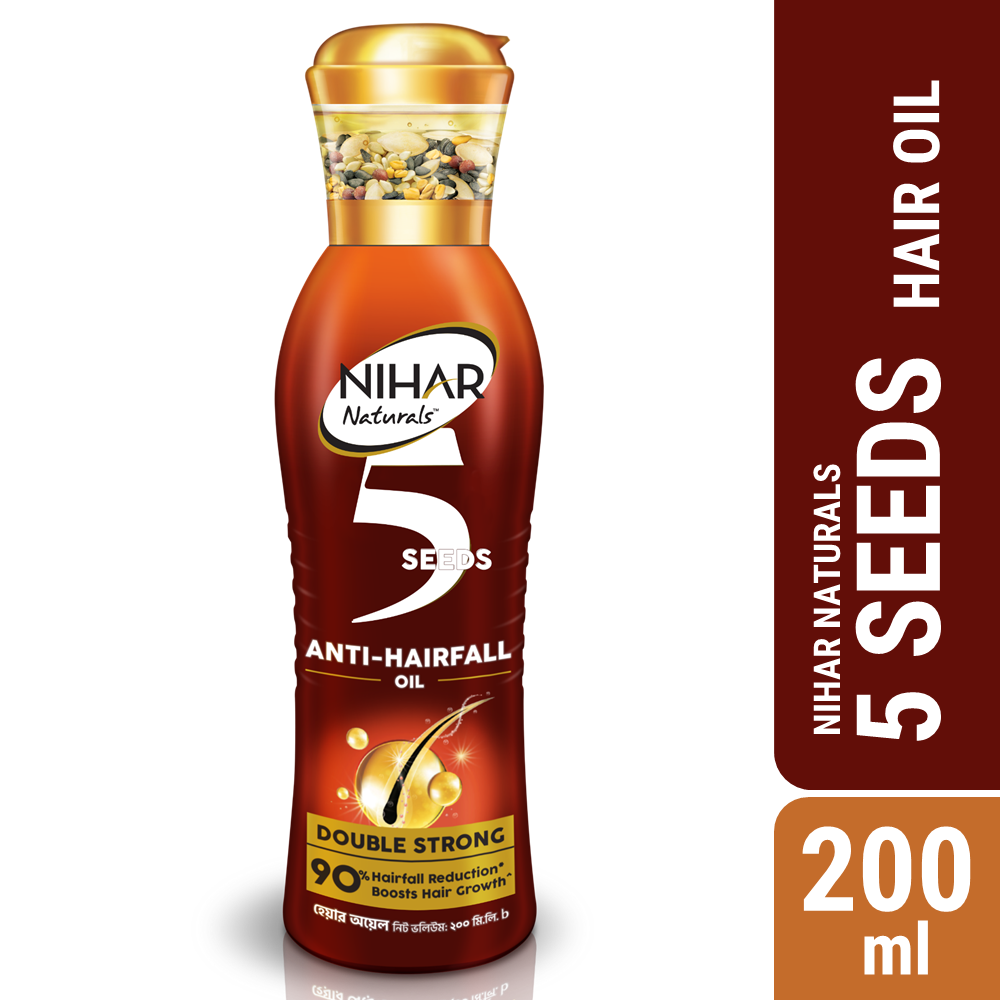 NIHAR
Naturals™
5
SEEDS
ANTI-HAIRFALL
OIL
DOUBLE STRONG
90% Hairfall Reduction*
Boosts Hair Growth^
হেয়ার অয়েল নিট ভলিউম: ২০০ মি.লি. b
NIHAR NATURALS
5 SEEDS HAIR OIL
200
ml